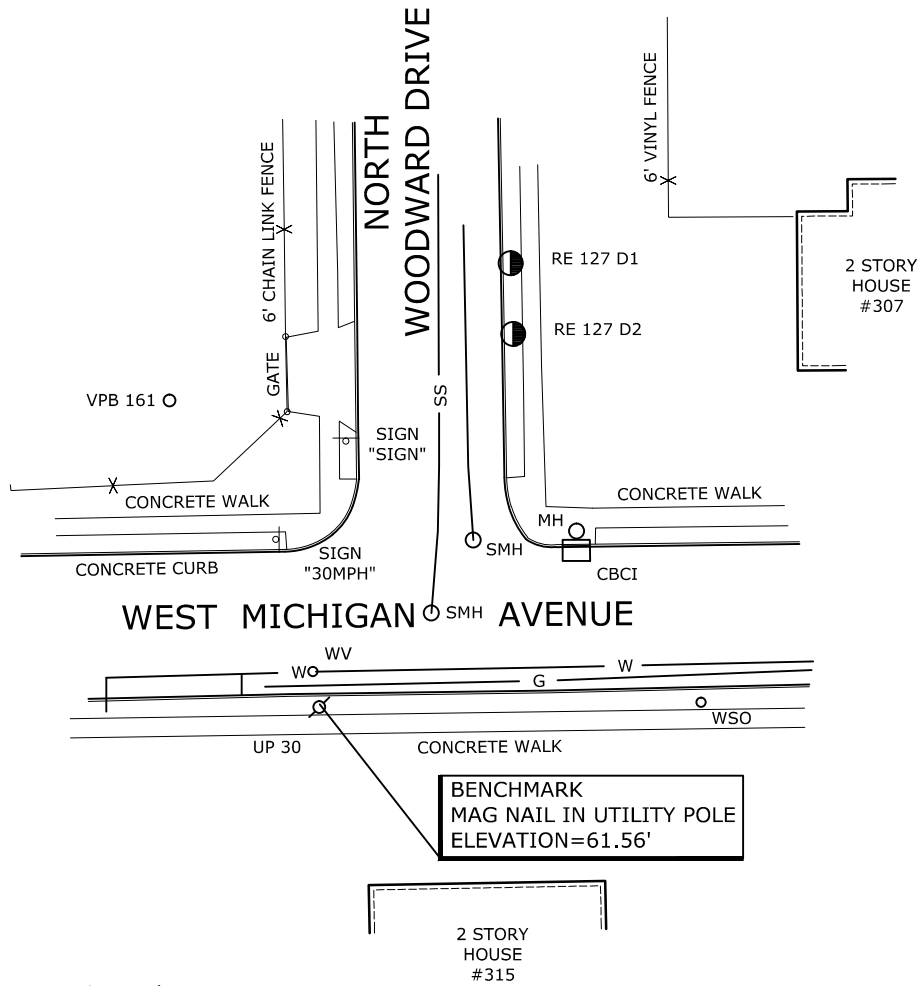 NORTH
WOODWARD DRIVE
6' CHAIN LINK FENCE
6' VINYL FENCE
RE 127 D1
2 STORY
HOUSE
#307
RE 127 D2
GATE
SS
VPB 161
SIGN
"SIGN"
CONCRETE WALK
CONCRETE WALK
MH
SMH
SIGN
"30MPH"
CONCRETE CURB
CBCI
WEST MICHIGAN AVENUE
SMH
WV
W
W
G
WSO
UP 30
CONCRETE WALK
BENCHMARK
MAG NAIL IN UTILITY POLE
ELEVATION=61.56'
2 STORY
HOUSE
#315